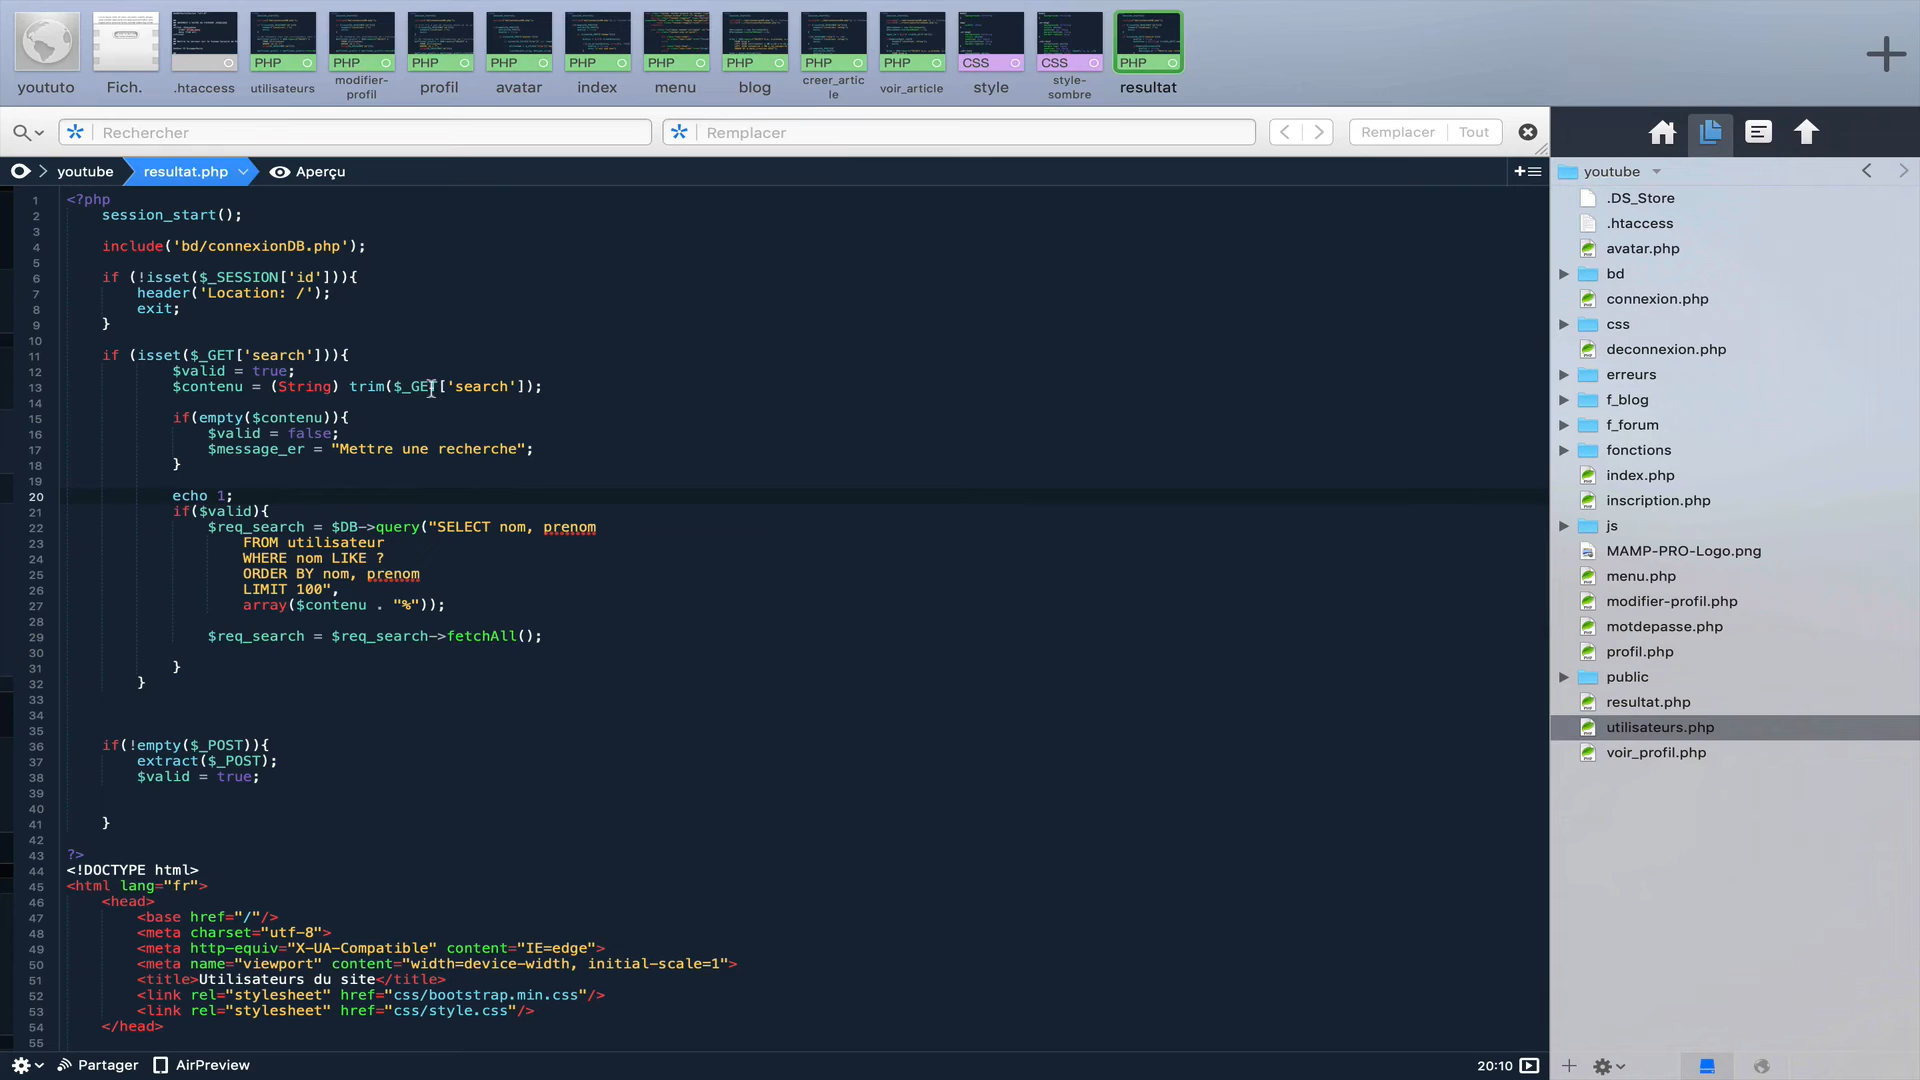 PHP PHP PHP PHP PHP PHP PHP PHP PHP CSS CSS PHP
yoututo Fich. .htaccess utilisateurs modifier-profil profil avatar index menu blog creer_article voir_article style style-sombre resultat
Rechercher Remplacer Remplacer Tout
youtube resultat.php Aperçu
1 <?php
2 session_start();
3
4 include('bd/connexionDB.php');
5
6 if (!isset($_SESSION['id'])){
7 header('Location: /');
8 exit;
9 }
10
11 if (isset($_GET['search'])){
12 $valid = true;
13 $contenu = (String) trim($_GET['search']);
14
15 if(empty($contenu)){
16 $valid = false;
17 $message_er = "Mettre une recherche";
18 }
19
20 echo 1;
21 if($valid){
22 $req_search = $DB->query("SELECT nom, prenom
23 FROM utilisateur
24 WHERE nom LIKE ?
25 ORDER BY nom, prenom
26 LIMIT 100",
27 array($contenu . "%"));
28
29 $req_search = $req_search->fetchAll();
30
31 }
32 }
33
34
35
36 if(!empty($_POST)){
37 extract($_POST);
38 $valid = true;
39
40
41 }
42
43 ?>
44 <!DOCTYPE html>
45 <html lang="fr">
46 <head>
47 <base href="/"/>
48 <meta charset="utf-8">
49 <meta http-equiv="X-UA-Compatible" content="IE=edge">
50 <meta name="viewport" content="width=device-width, initial-scale=1">
51 <title>Utilisateurs du site</title>
52 <link rel="stylesheet" href="css/bootstrap.min.css"/>
53 <link rel="stylesheet" href="css/style.css"/>
54 </head>
55
Partager AirPreview 20:10
youtube
.DS_Store
.htaccess
avatar.php
bd
connexion.php
css
deconnexion.php
erreurs
f_blog
f_forum
fonctions
index.php
inscription.php
js
MAMP-PRO-Logo.png
menu.php
modifier-profil.php
motdepasse.php
profil.php
public
resultat.php
utilisateurs.php
voir_profil.php